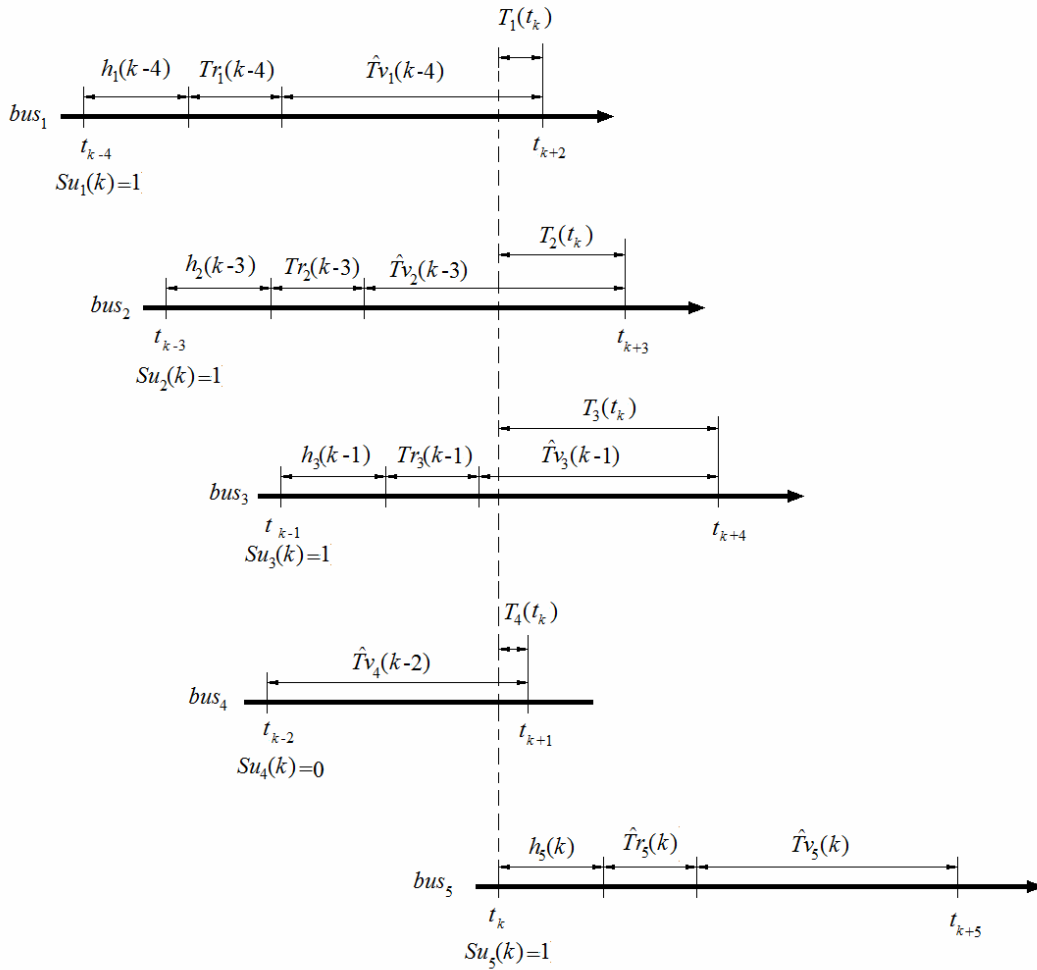 T₁(tₖ)
h₁(k-4) Tr₁(k-4) T̂v₁(k-4)
bus₁
tₖ₋₄ tₖ₊₂
Su₁(k)=1
T₂(tₖ)
h₂(k-3) Tr₂(k-3) T̂v₂(k-3)
bus₂
tₖ₋₃ tₖ₊₃
Su₂(k)=1
T₃(tₖ)
h₃(k-1) Tr₃(k-1) T̂v₃(k-1)
bus₃
tₖ₋₁ tₖ₊₄
Su₃(k)=1
T₄(tₖ)
T̂v₄(k-2)
bus₄
tₖ₋₂ tₖ₊₁
Su₄(k)=0
h₅(k) T̂r₅(k) T̂v₅(k)
bus₅
tₖ tₖ₊₅
Su₅(k)=1